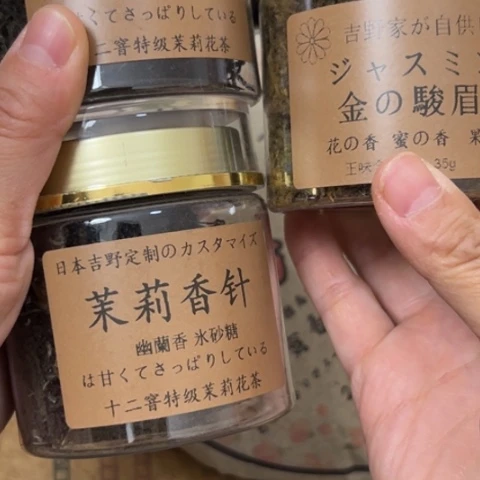 くてさっぱりしている
十二窨特级茉莉花茶
吉野家が自供
ジャスミン
金の駿眉
花の香 蜜の香 果
35g
日本吉野定制のカスタマイズ
茉莉香针
幽蘭香 氷砂糖
は甘くてさっぱりしている
十二窨特级茉莉花茶